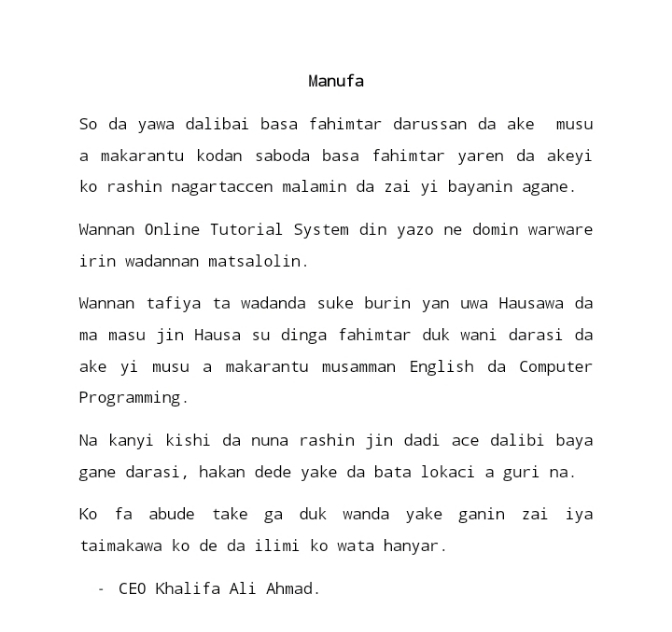 Manufa
So da yawa dalibai basa fahimtar darussan da ake musu
a makarantu kodan saboda basa fahimtar yaren da akeyi
ko rashin nagartaccen malamin da zai yi bayanin agane.
Wannan Online Tutorial System din yazo ne domin warware
irin wadannan matsalolin.
Wannan tafiya ta wadanda suke burin yan uwa Hausawa da
ma masu jin Hausa su dinga fahimtar duk wani darasi da
ake yi musu a makarantu musamman English da Computer
Programming.
Na kanyi kishi da nuna rashin jin dadi ace dalibi baya
gane darasi, hakan dede yake da bata lokaci a guri na.
Ko fa abude take ga duk wanda yake ganin zai iya
taimakawa ko de da ilimi ko wata hanyar.
- CEO Khalifa Ali Ahmad.